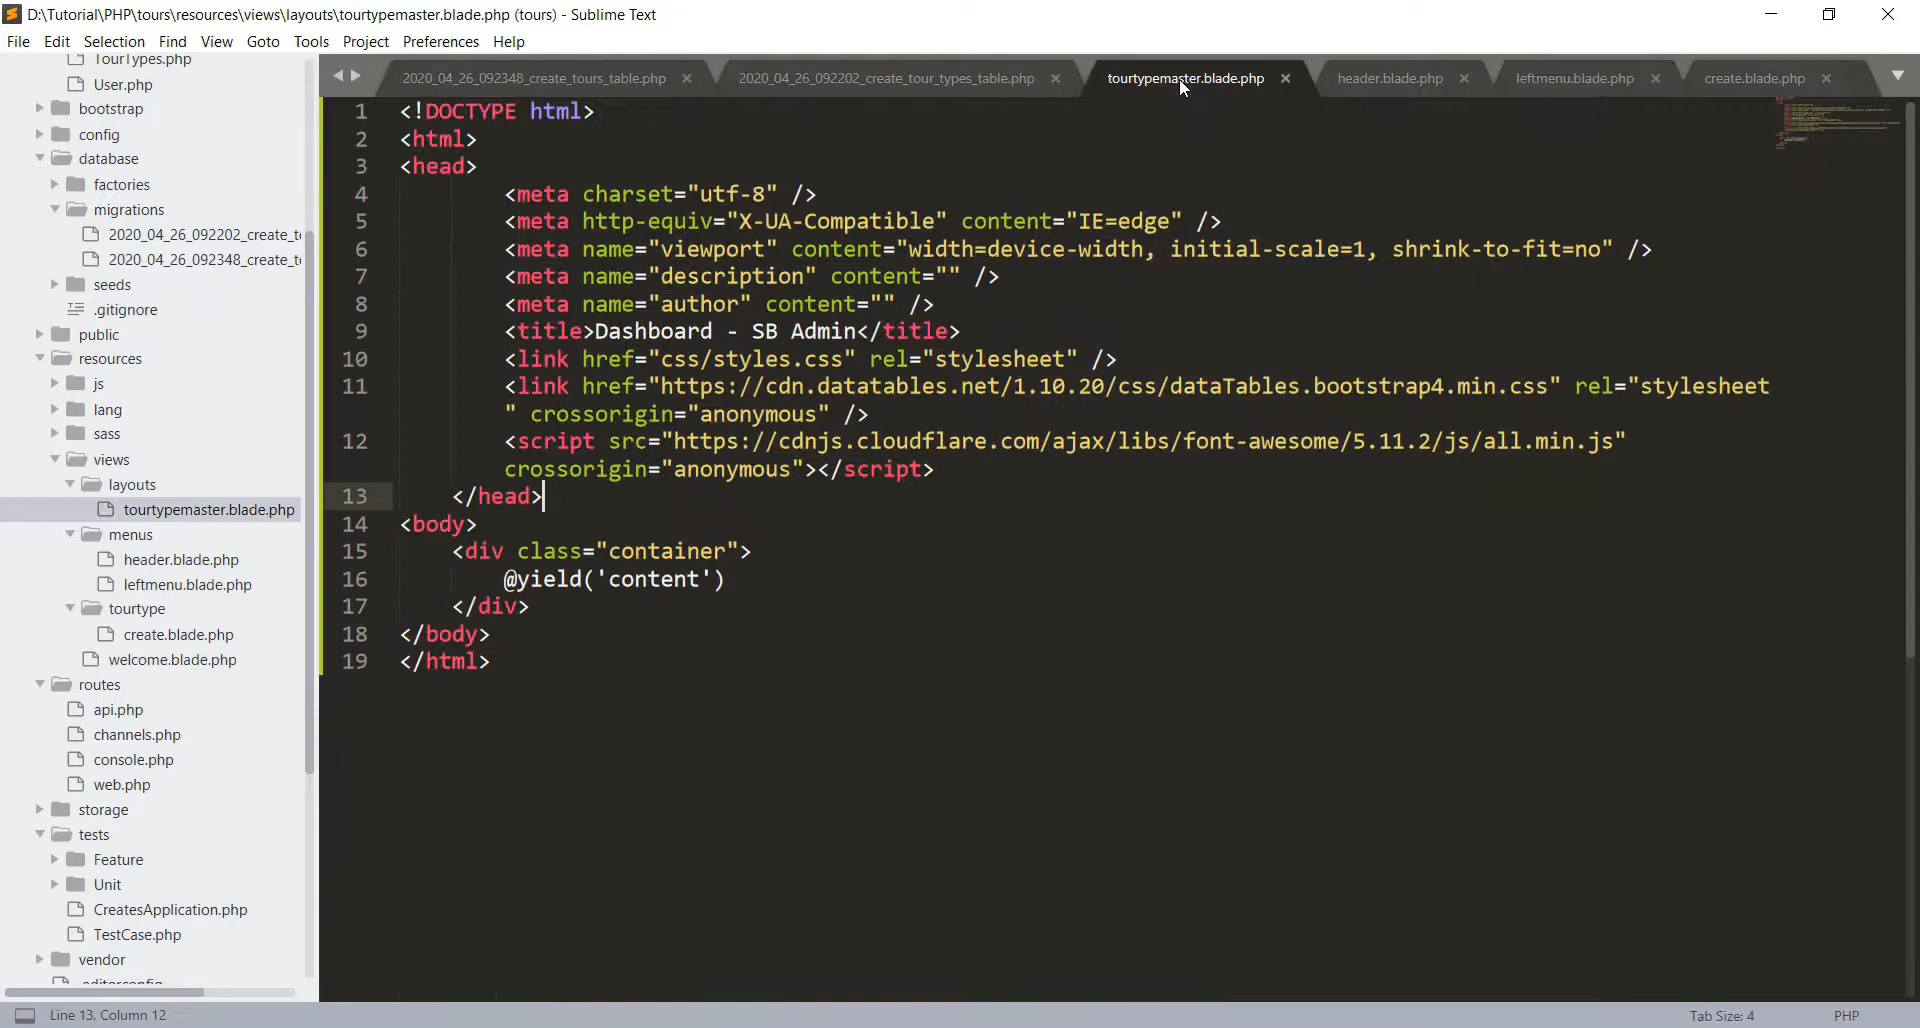 D:\Tutorial\PHP\tours\resources\views\layouts\tourtypemaster.blade.php (tours) - Sublime Text
File Edit Selection Find View Goto Tools Project Preferences Help
TourTypes.php
User.php
bootstrap
config
database
factories
migrations
2020_04_26_092202_create_t
2020_04_26_092348_create_t
seeds
.gitignore
public
resources
js
lang
sass
views
layouts
tourtypemaster.blade.php
menus
header.blade.php
leftmenu.blade.php
tourtype
create.blade.php
welcome.blade.php
routes
api.php
channels.php
console.php
web.php
storage
tests
Feature
Unit
CreatesApplication.php
TestCase.php
vendor
.editorconfig
2020_04_26_092348_create_tours_table.php 2020_04_26_092202_create_tour_types_table.php tourtypemaster.blade.php header.blade.php leftmenu.blade.php create.blade.php
1 <!DOCTYPE html>
2 <html>
3 <head>
4 <meta charset="utf-8" />
5 <meta http-equiv="X-UA-Compatible" content="IE=edge" />
6 <meta name="viewport" content="width=device-width, initial-scale=1, shrink-to-fit=no" />
7 <meta name="description" content="" />
8 <meta name="author" content="" />
9 <title>Dashboard - SB Admin</title>
10 <link href="css/styles.css" rel="stylesheet" />
11 <link href="https://cdn.datatables.net/1.10.20/css/dataTables.bootstrap4.min.css" rel="stylesheet
" crossorigin="anonymous" />
12 <script src="https://cdnjs.cloudflare.com/ajax/libs/font-awesome/5.11.2/js/all.min.js"
crossorigin="anonymous"></script>
13 </head>
14 <body>
15 <div class="container">
16 @yield('content')
17 </div>
18 </body>
19 </html>
Line 13, Column 12
Tab Size: 4
PHP